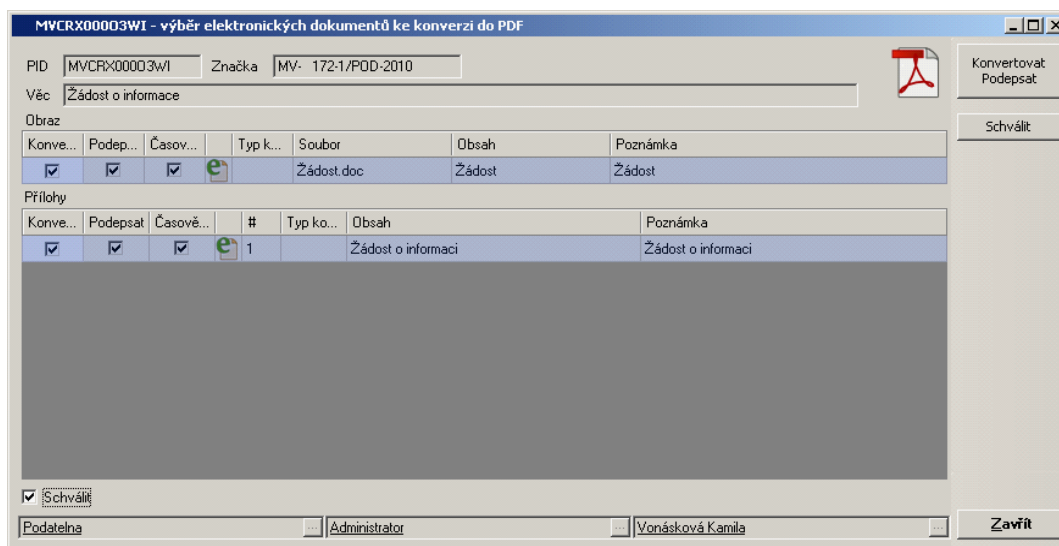 MVCRX00003WI - výběr elektronických dokumentů ke konverzi do PDF
PID MVCRX00003WI Značka MV- 172-1/POD-2010
Věc Žádost o informace
Konvertovat
Podepsat
Schválit
Obraz
Konve... Podep... Časov... Typ k... Soubor Obsah Poznámka
Žádost.doc Žádost Žádost
Přílohy
Konve... Podepsat Časově... # Typ ko... Obsah Poznámka
1 Žádost o informaci Žádost o informaci
Schválit
Podatelna ... Administrator ... Vonásková Kamila ...
Zavřít